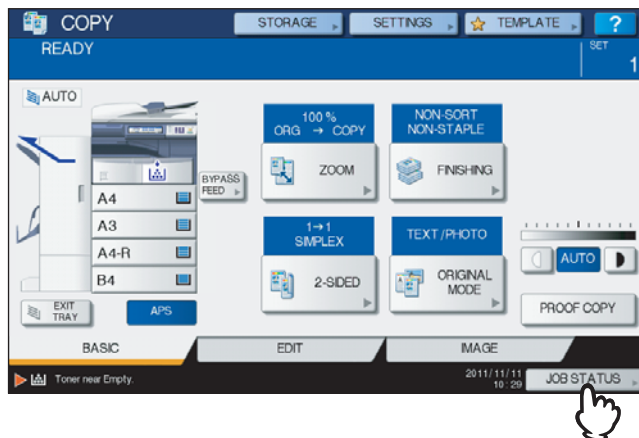 COPY
STORAGE
SETTINGS
TEMPLATE
?
READY
SET
1
AUTO
100 %
ORG → COPY
ZOOM
NON-SORT
NON-STAPLE
FINISHING
BYPASS
FEED
A4
A3
A4-R
B4
1→1
SIMPLEX
2-SIDED
TEXT/PHOTO
ORIGINAL
MODE
AUTO
EXIT
TRAY
APS
PROOF COPY
BASIC
EDIT
IMAGE
Toner near Empty.
2011/11/11
10:29
JOB STATUS